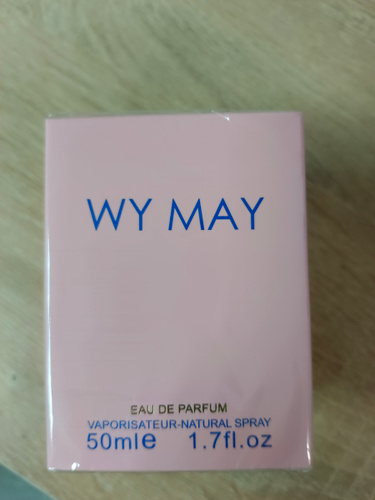 WY MAY
EAU DE PARFUM
VAPORISATEUR-NATURAL SPRAY
50mle 1.7fl.oz